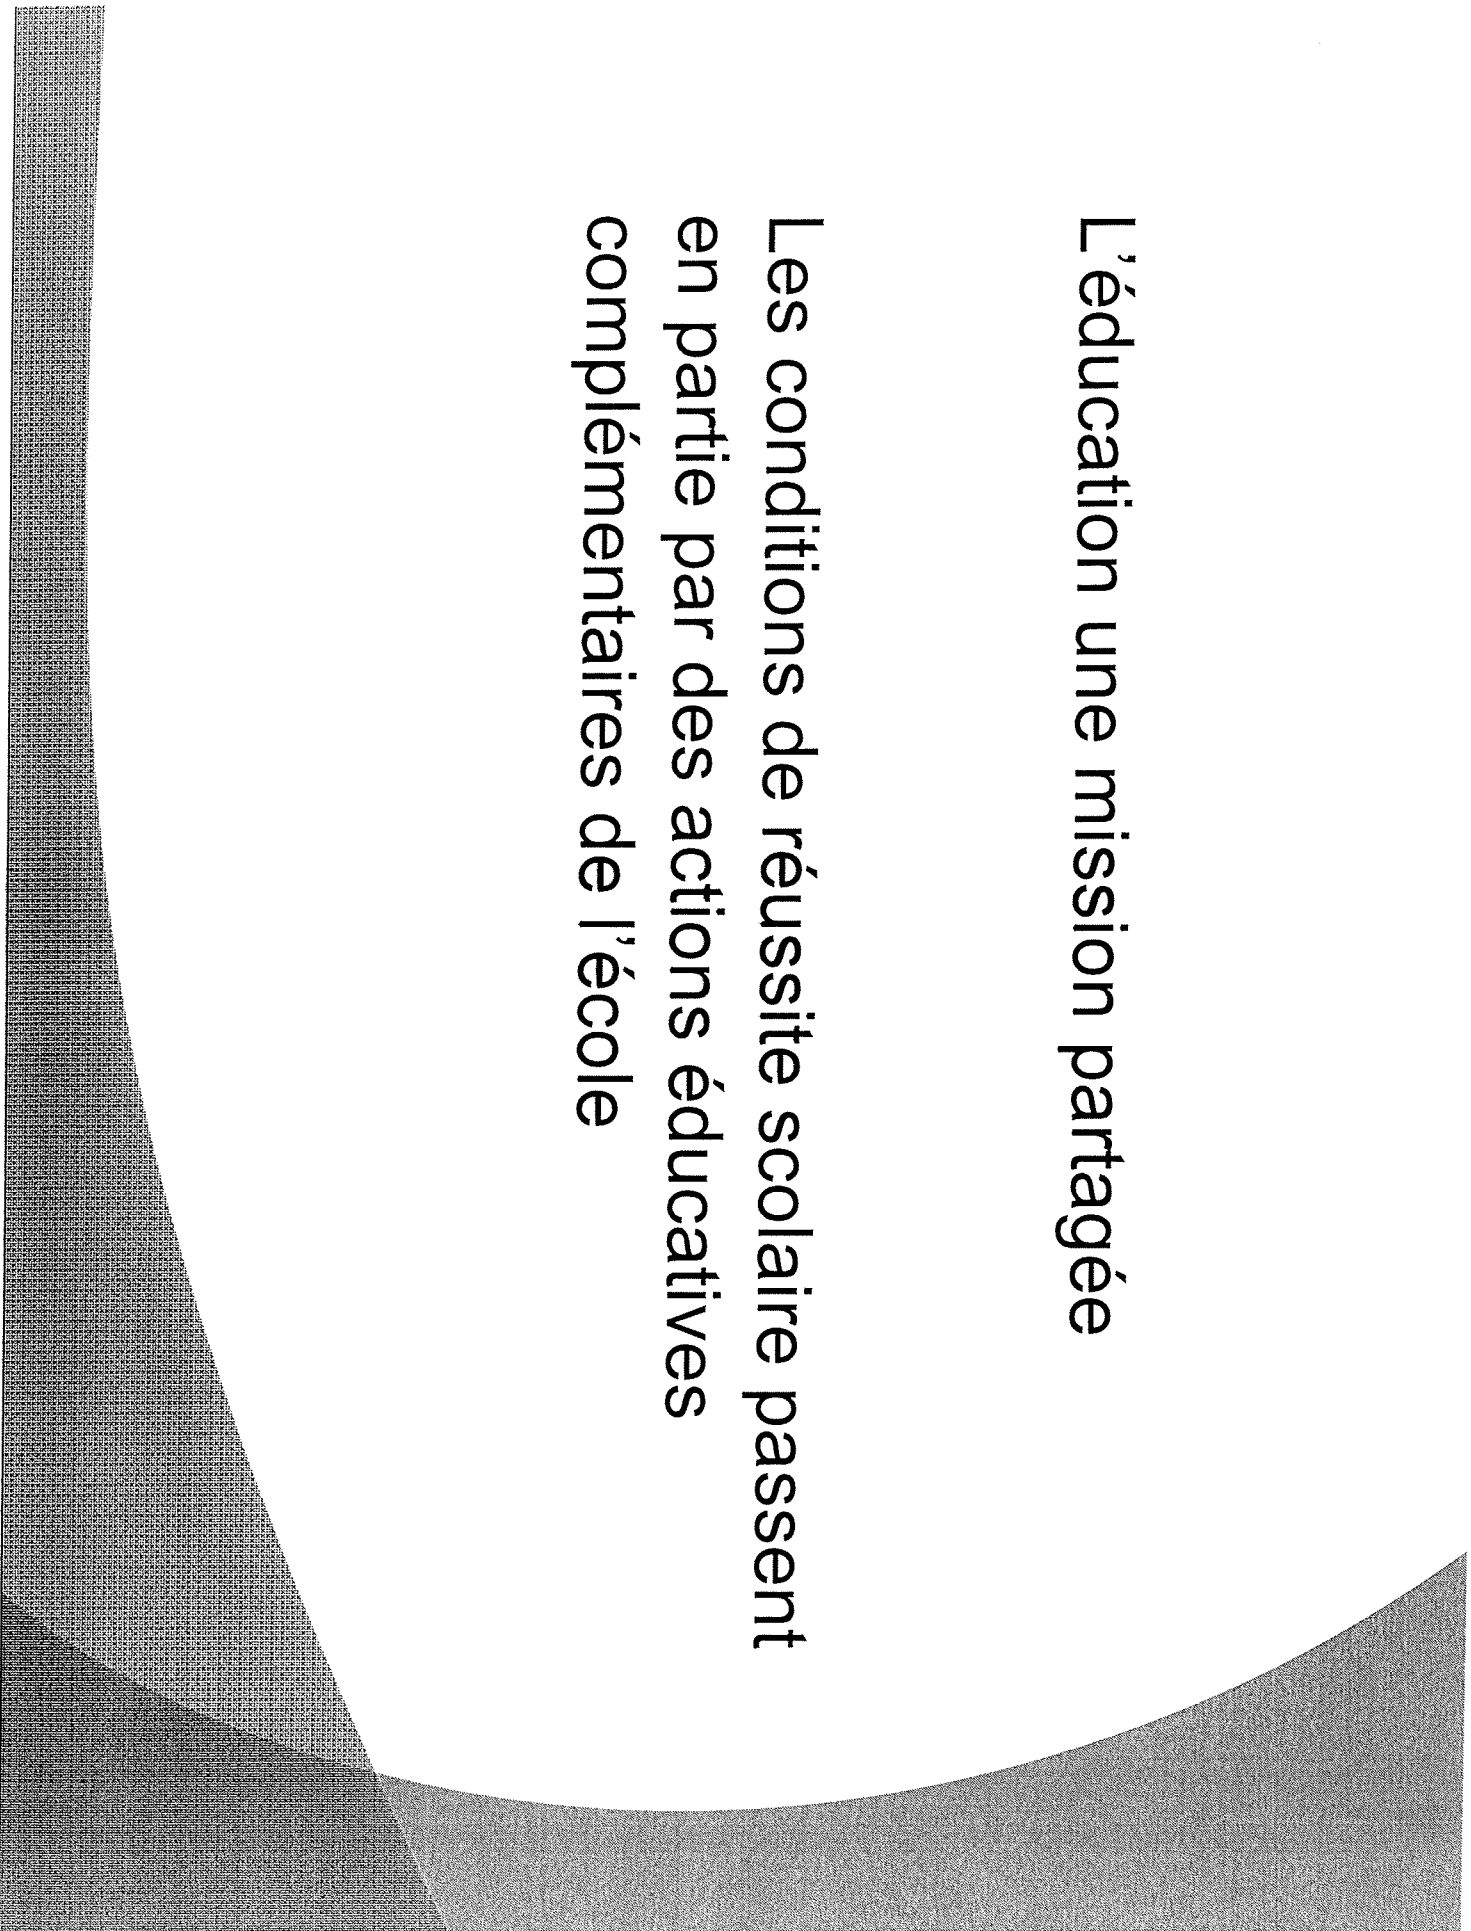 L'éducation une mission partagée
Les conditions de réussite scolaire passent
en partie par des actions éducatives
complémentaires de l'école